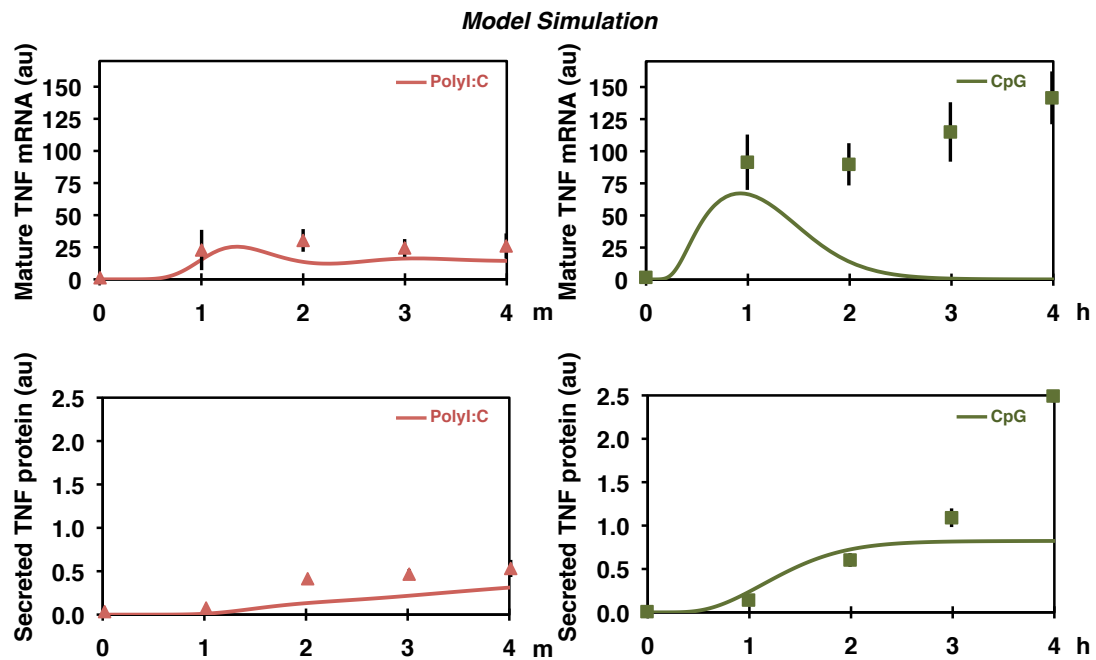 Model Simulation
Mature TNF mRNA (au)
150
125
100
75
50
25
0
PolyI:C
0 1 2 3 4 m
Mature TNF mRNA (au)
150
125
100
75
50
25
0
CpG
0 1 2 3 4 h
Secreted TNF protein (au)
2.5
2.0
1.5
1.0
0.5
0.0
PolyI:C
0 1 2 3 4 m
Secreted TNF protein (au)
2.5
2.0
1.5
1.0
0.5
0.0
CpG
0 1 2 3 4 h